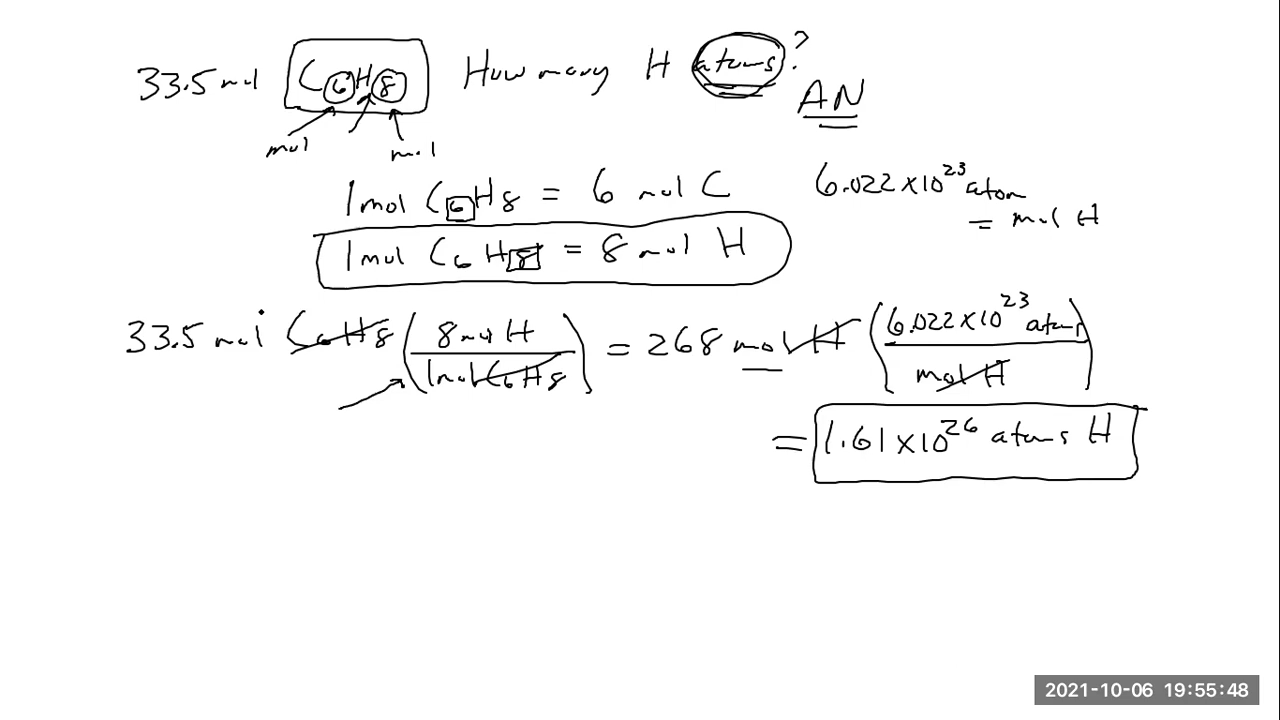 33.5 mol C6H8 How many H atoms?
AN
mol mol
1 mol C6H8 = 6 mol C
6.022 x 10^23 atom
= mol H
1 mol C6H8 = 8 mol H
33.5 mol C6H8 (8 mol H / 1 mol C6H8) = 268 mol H (6.022 x 10^23 atoms / mol H)
= 1.61 x 10^26 atoms H
2021-10-06 19:55:48